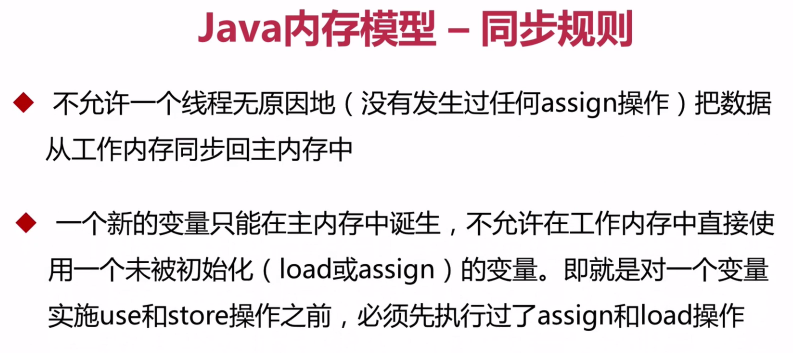 Java内存模型 – 同步规则
◆ 不允许一个线程无原因地（没有发生过任何assign操作）把数据
从工作内存同步回主内存中
◆ 一个新的变量只能在主内存中诞生，不允许在工作内存中直接使
用一个未被初始化（load或assign）的变量。即就是对一个变量
实施use和store操作之前，必须先执行过了assign和load操作